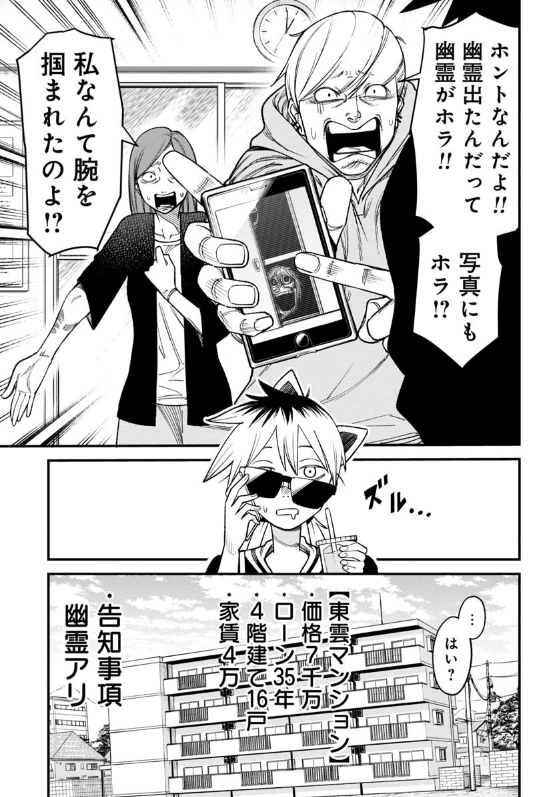 ホントなんだよ!!
幽霊出たんだって
幽霊がホラ!!
写真にも
ホラ!?
私なんて腕を
掴まれたのよ!?
ズル…
【東雲マンション】
・価格7千万
・ローン35年
・4階建て16戸
・家賃4万
・告知事項
幽霊アリ
…
はい?